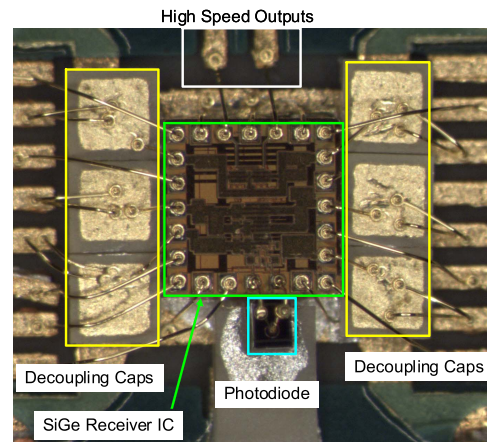 High Speed Outputs
Decoupling Caps
Decoupling Caps
Photodiode
SiGe Receiver IC